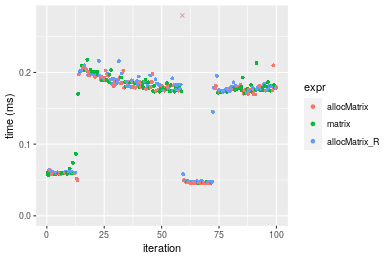 time (ms)
0.2
0.1
0.0
0
25
50
75
100
iteration
expr
allocMatrix
matrix
allocMatrix_R